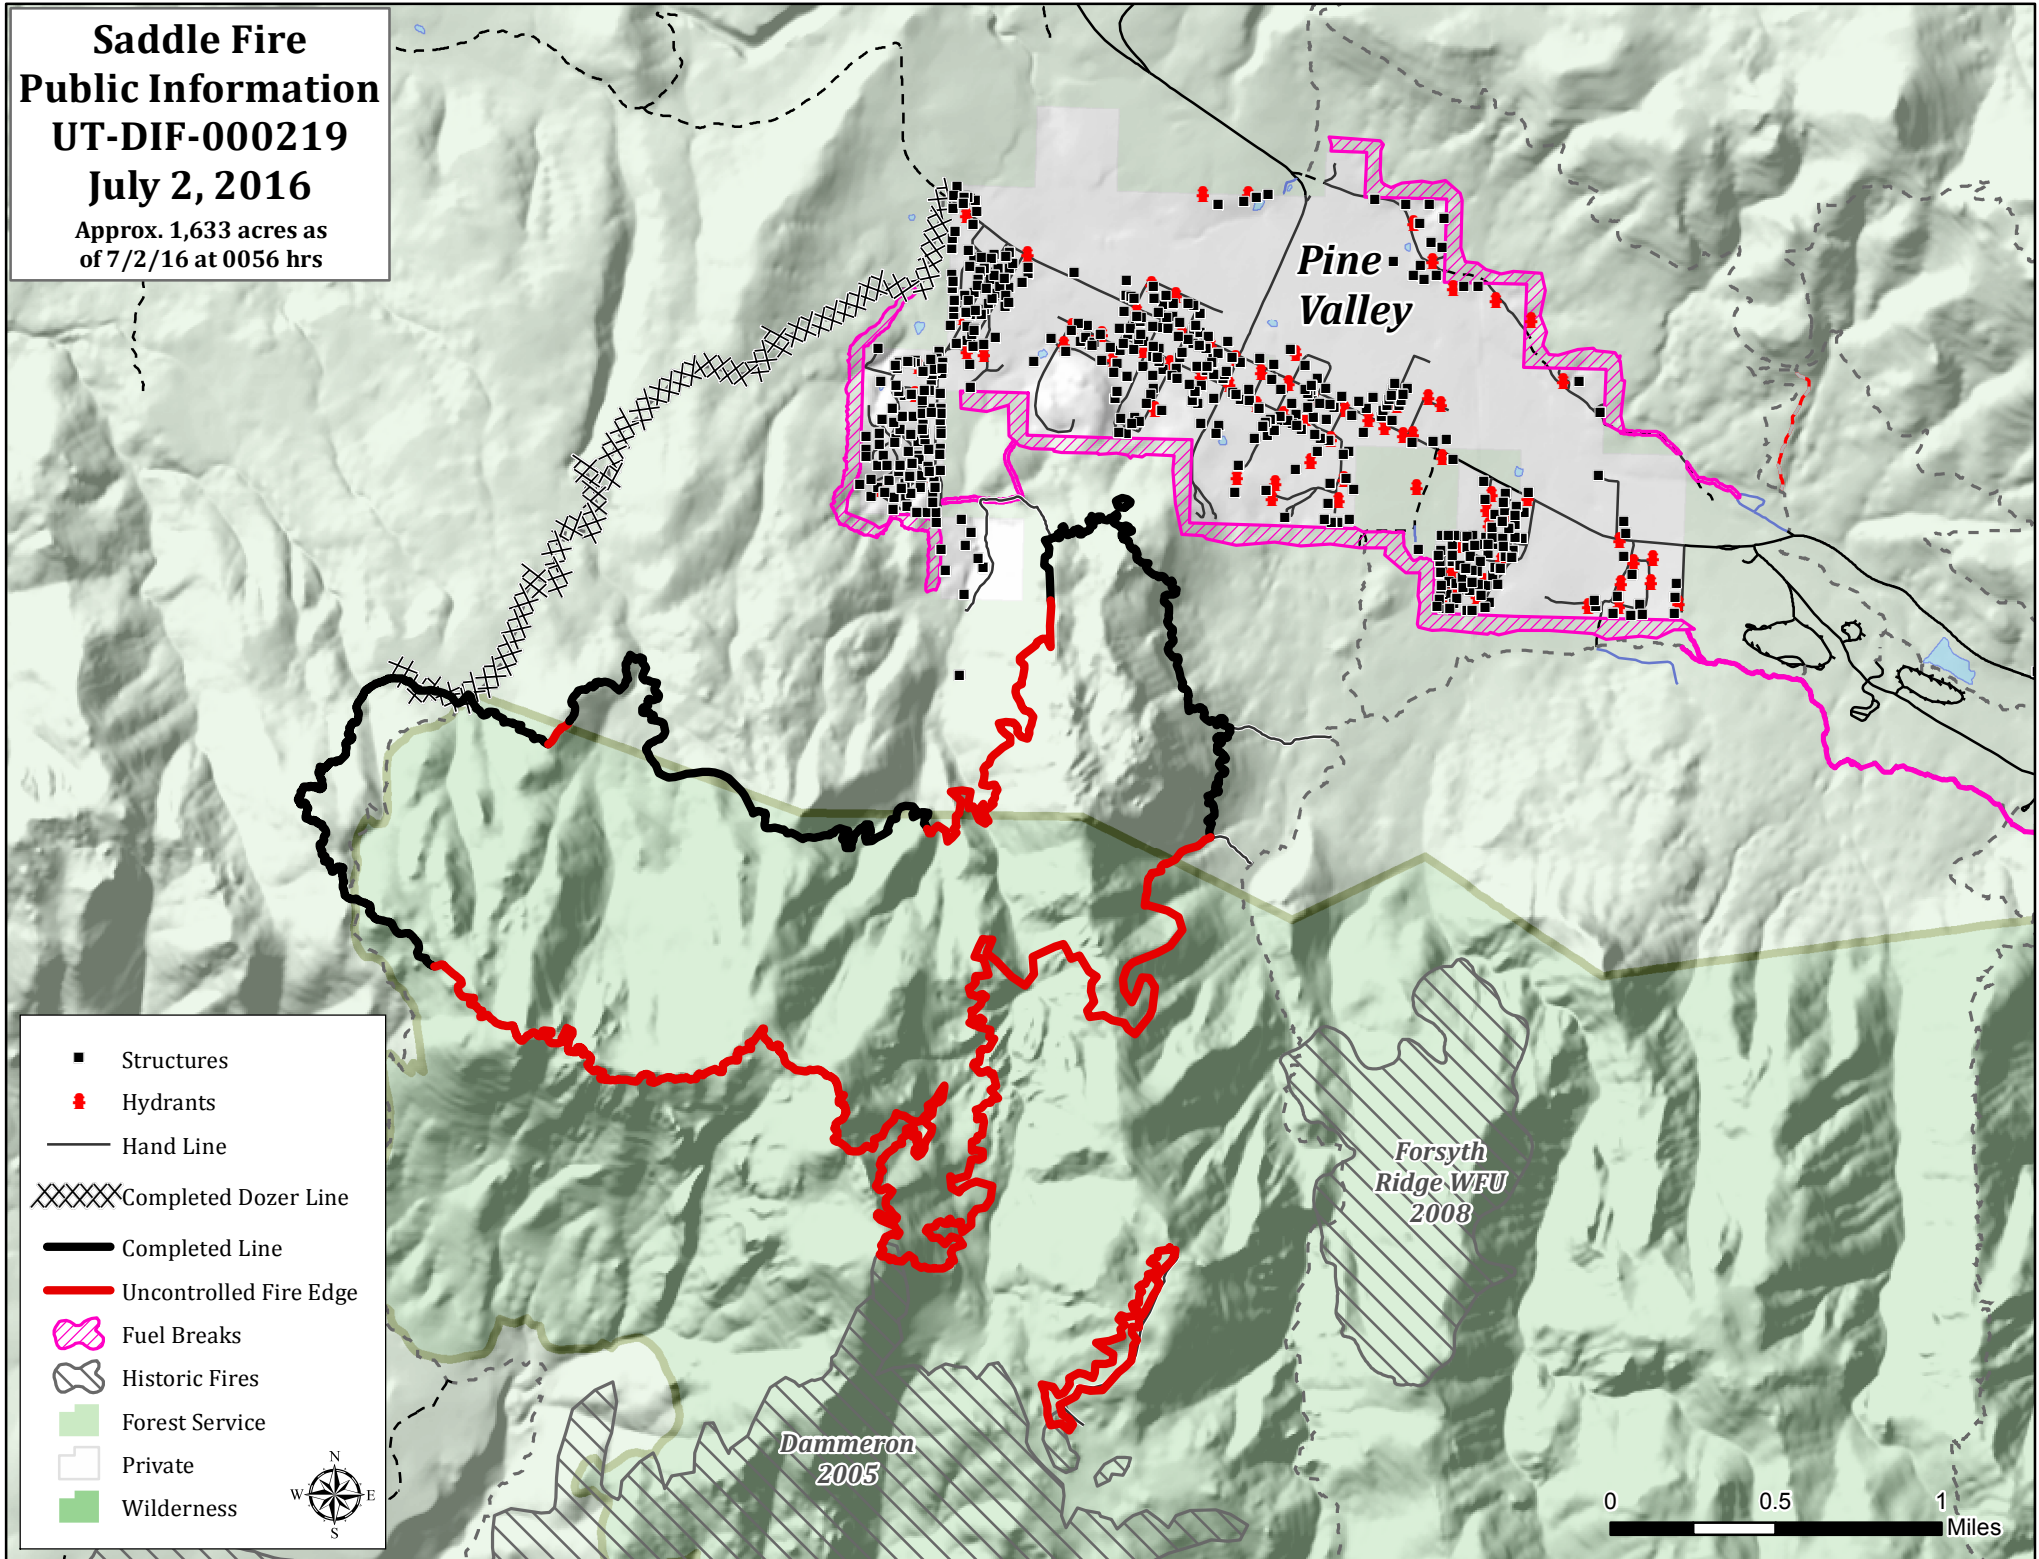 Saddle Fire
Public Information
UT-DIF-000219
July 2, 2016
Approx. 1,633 acres as
of 7/2/16 at 0056 hrs
Pine
Valley
Forsyth
Ridge WFU
2008
Dammeron
2005
Structures
Hydrants
Hand Line
Completed Dozer Line
Completed Line
Uncontrolled Fire Edge
Fuel Breaks
Historic Fires
Forest Service
Private
Wilderness
N
W E
S
0 0.5 1
Miles